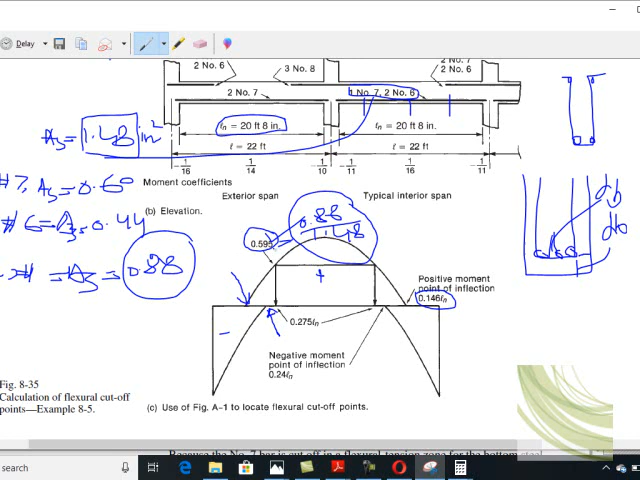 Delay
2 No. 6
3 No. 8
2 No. 6
2 No. 7
1 No. 7, 2 No. 6
As = 1.48 in²
ℓn = 20 ft 8 in.
ℓn = 20 ft 8 in.
ℓ = 22 ft
ℓ = 22 ft
-1/16 1/14 -1/10 -1/11 1/16 -1/11
#7, As = 0.60
Moment coefficients
Exterior span
Typical interior span
(b) Elevation.
#6 = As = 0.44
0.88/1.48
0.595 =
As = 0.88
db
db
+
Positive moment
point of inflection
0.146ℓn
0.275ℓn
-
Negative moment
point of inflection
0.24ℓn
Fig. 8-35
Calculation of flexural cut-off
points—Example 8-5.
(c) Use of Fig. A-1 to locate flexural cut-off points.
search